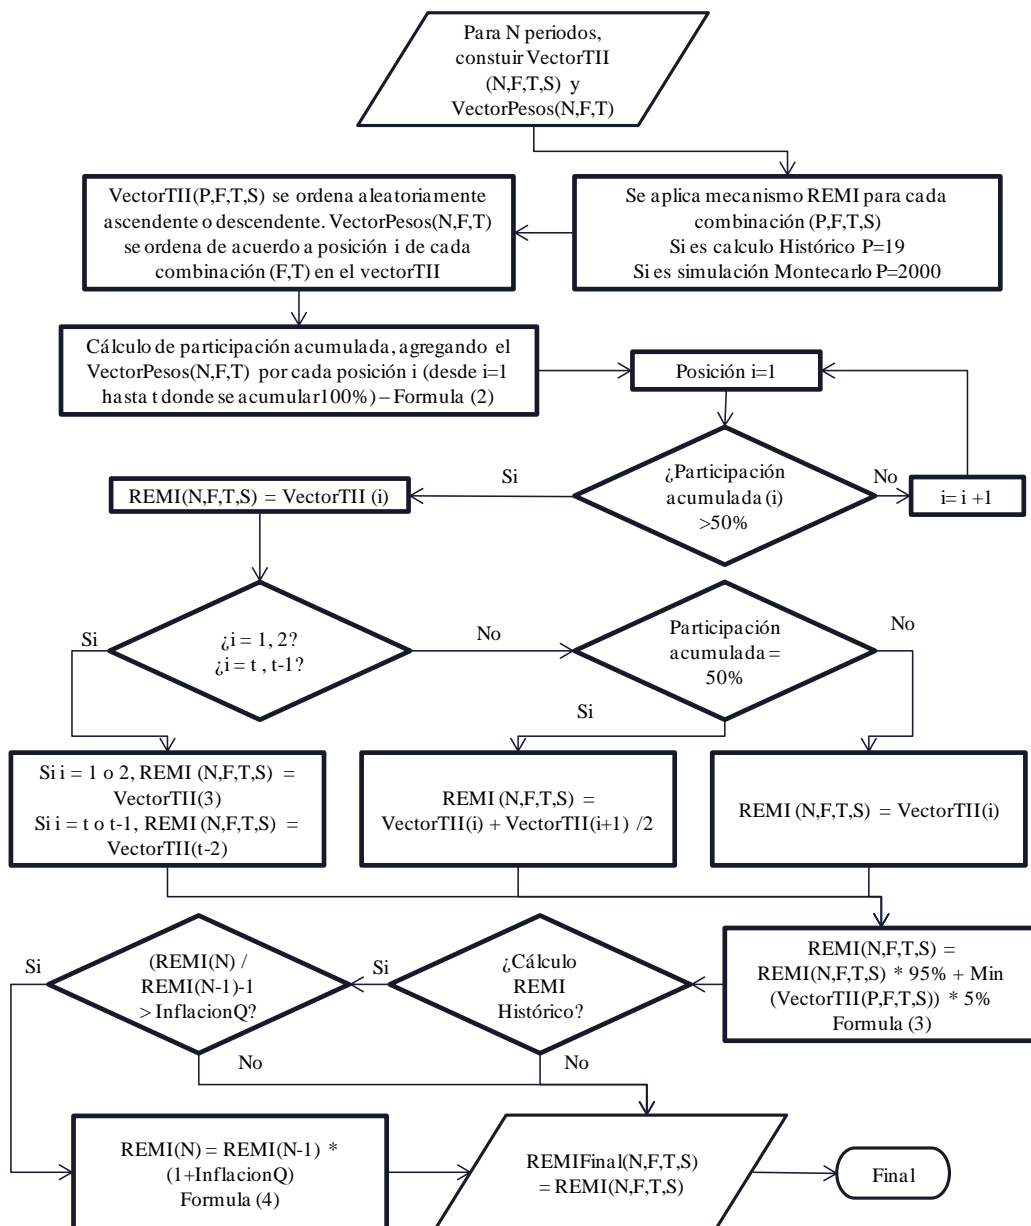 Para N periodos,
constuir VectorTII
(N,F,T,S) y
VectorPesos(N,F,T)
Se aplica mecanismo REMI para cada
combinación (P,F,T,S)
Si es calculo Histórico P=19
Si es simulación Montecarlo P=2000
VectorTII(P,F,T,S) se ordena aleatoriamente
ascendente o descendente. VectorPesos(N,F,T)
se ordena de acuerdo a posición i de cada
combinación (F,T) en el vectorTII
Cálculo de participación acumulada, agregando el
VectorPesos(N,F,T) por cada posición i (desde i=1
hasta t donde se acumular100%) – Formula (2)
Posición i=1
¿Participación
acumulada (i)
>50%
Si
No
i= i +1
REMI(N,F,T,S) = VectorTII (i)
¿i = 1, 2?
¿i = t , t-1?
Si
No
Participación
acumulada =
50%
Si
No
Si i = 1 o 2, REMI (N,F,T,S) =
VectorTII(3)
Si i = t o t-1, REMI (N,F,T,S) =
VectorTII(t-2)
REMI (N,F,T,S) =
VectorTII(i) + VectorTII(i+1) /2
REMI (N,F,T,S) = VectorTII(i)
REMI(N,F,T,S) =
REMI(N,F,T,S) * 95% + Min
(VectorTII(P,F,T,S)) * 5%
Formula (3)
¿Cálculo
REMI
Histórico?
Si
No
(REMI(N) /
REMI(N-1)-1
> InflacionQ?
Si
No
REMI(N) = REMI(N-1) *
(1+InflacionQ)
Formula (4)
REMIFinal(N,F,T,S)
= REMI(N,F,T,S)
Final